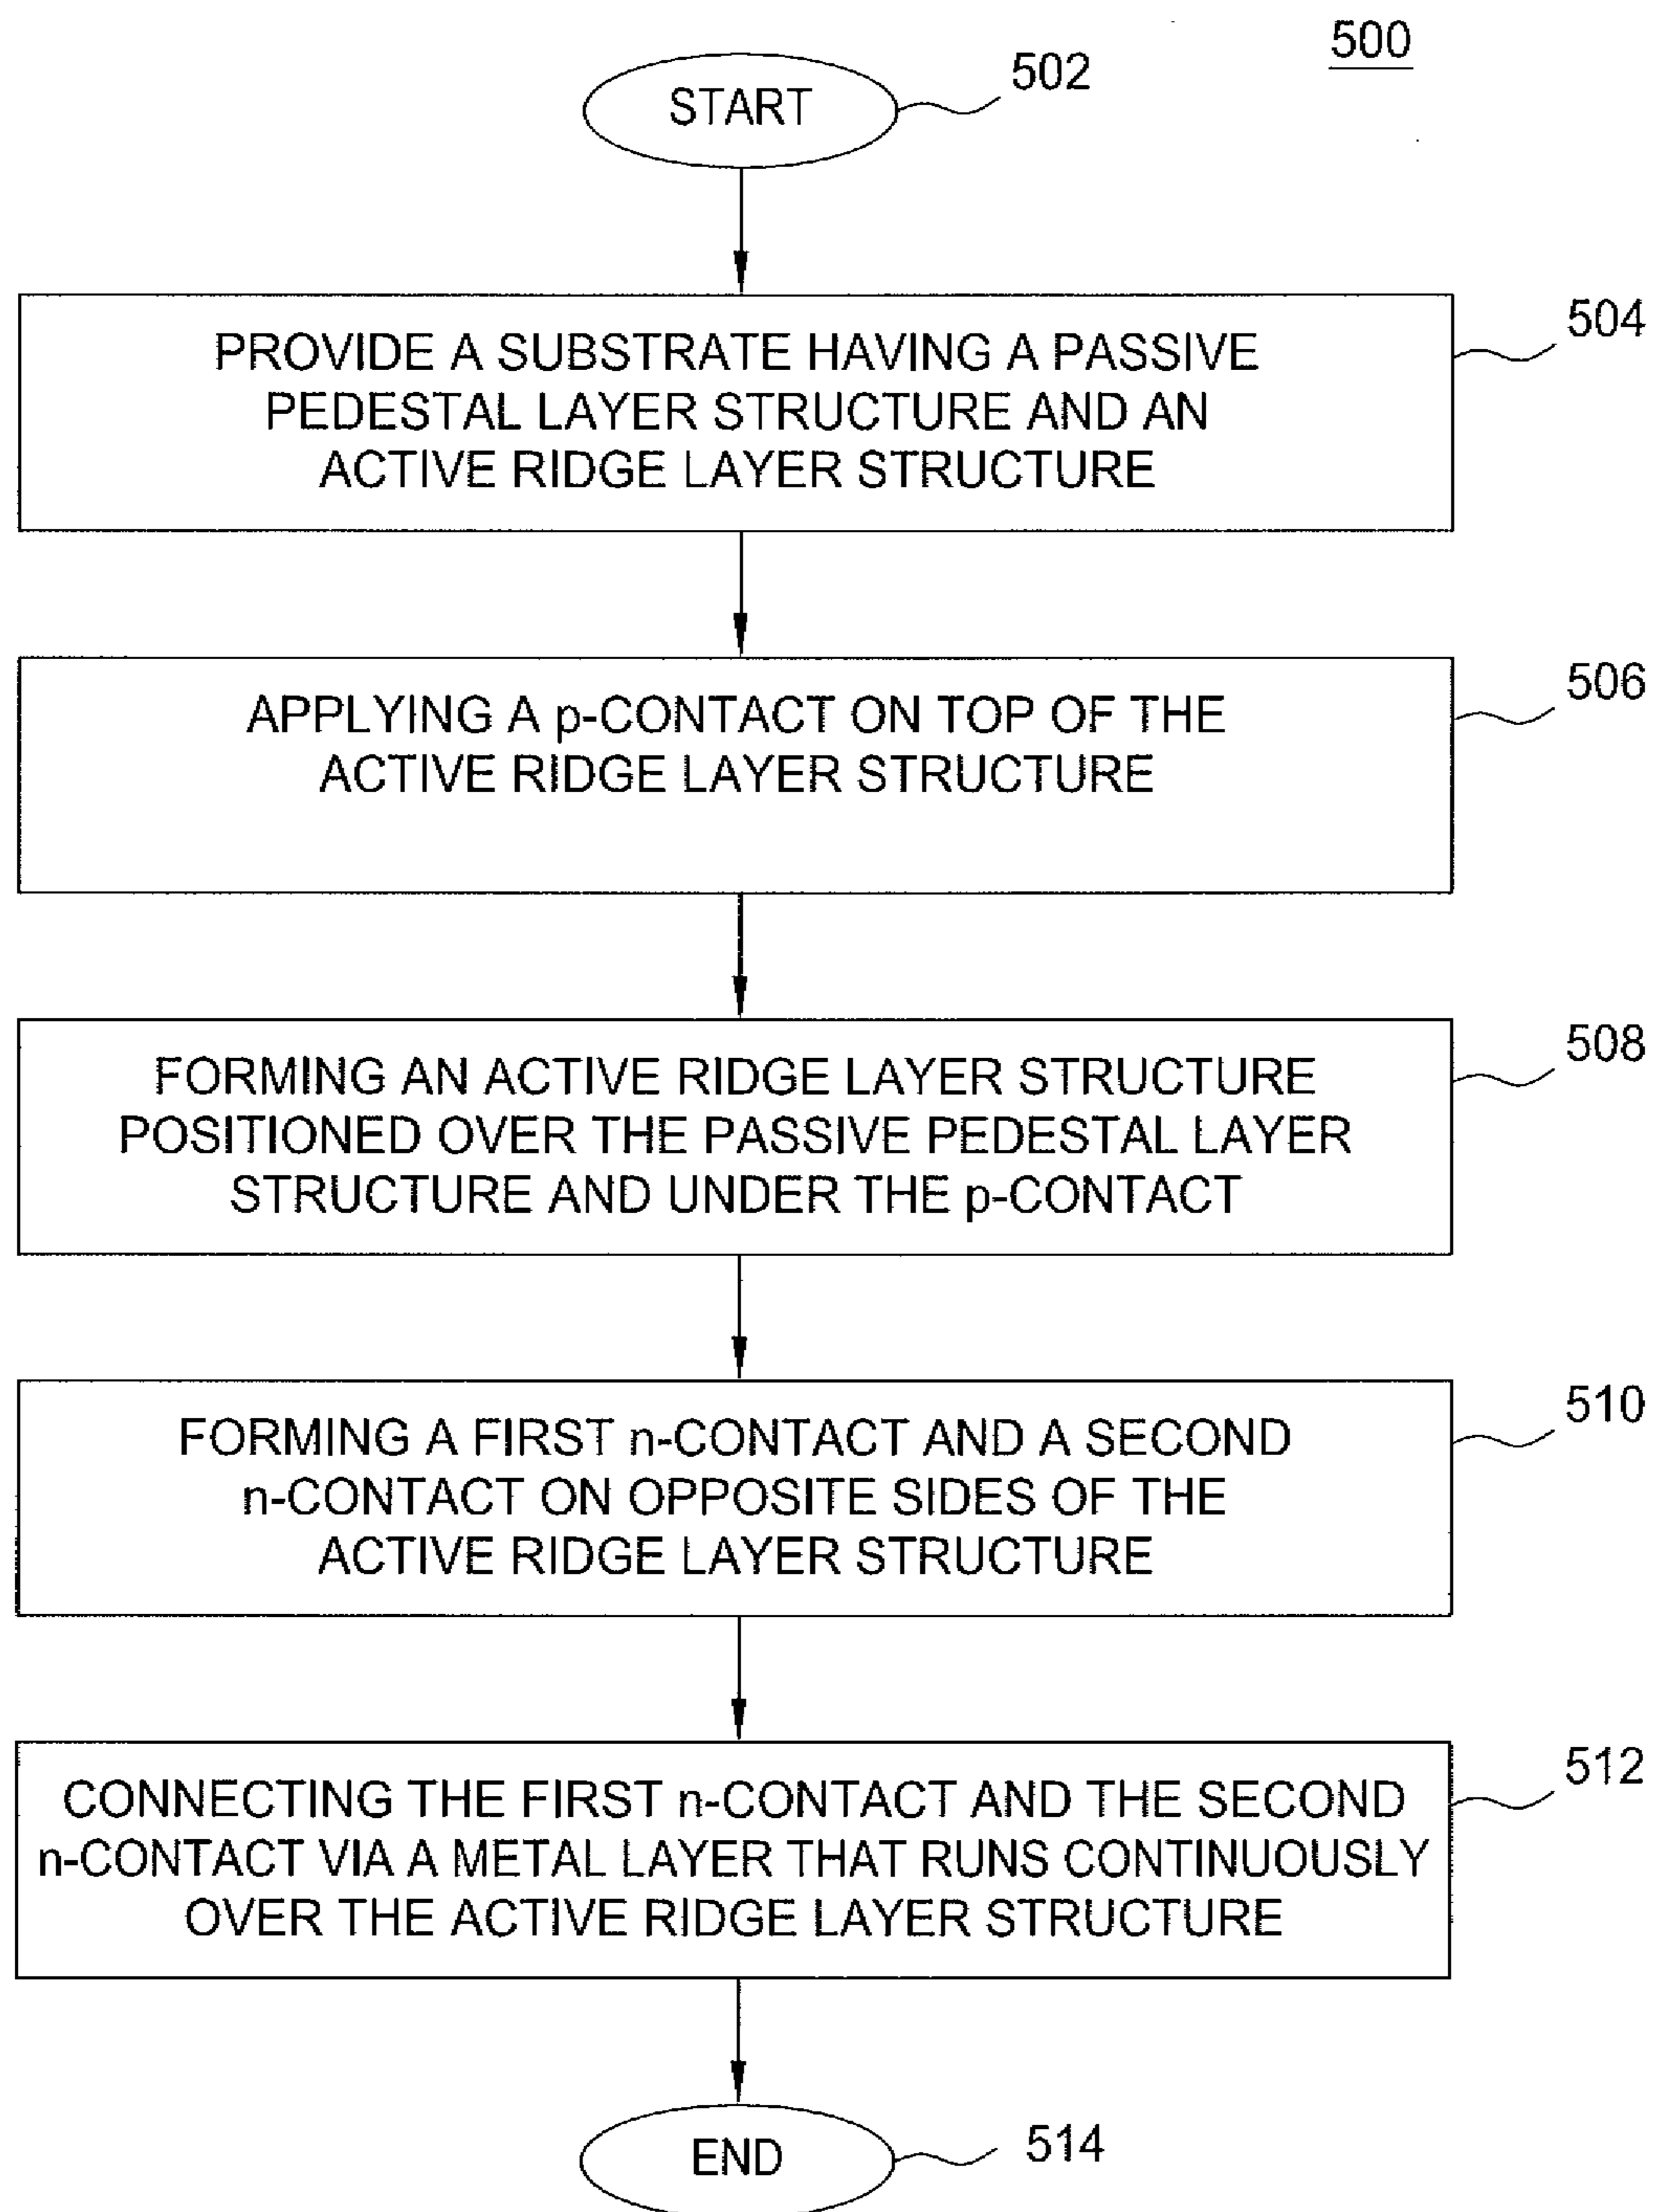 500
START
502
PROVIDE A SUBSTRATE HAVING A PASSIVE
PEDESTAL LAYER STRUCTURE AND AN
ACTIVE RIDGE LAYER STRUCTURE
504
APPLYING A p-CONTACT ON TOP OF THE
ACTIVE RIDGE LAYER STRUCTURE
506
FORMING AN ACTIVE RIDGE LAYER STRUCTURE
POSITIONED OVER THE PASSIVE PEDESTAL LAYER
STRUCTURE AND UNDER THE p-CONTACT
508
FORMING A FIRST n-CONTACT AND A SECOND
n-CONTACT ON OPPOSITE SIDES OF THE
ACTIVE RIDGE LAYER STRUCTURE
510
CONNECTING THE FIRST n-CONTACT AND THE SECOND
n-CONTACT VIA A METAL LAYER THAT RUNS CONTINUOUSLY
OVER THE ACTIVE RIDGE LAYER STRUCTURE
512
END
514